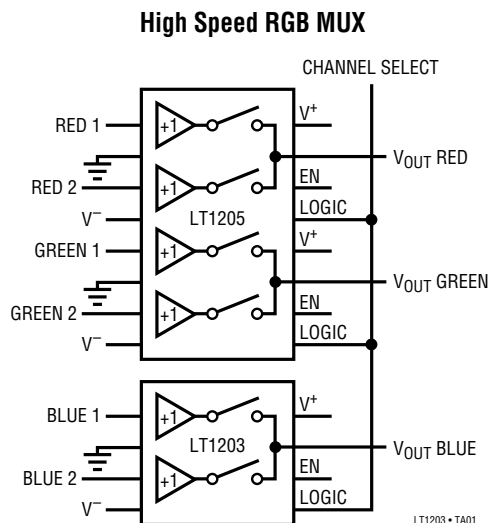 High Speed RGB MUX
CHANNEL SELECT
RED 1
+1
V+
VOUT RED
RED 2
+1
EN
V–
LT1205
LOGIC
GREEN 1
+1
V+
VOUT GREEN
GREEN 2
+1
EN
V–
LOGIC
BLUE 1
+1
V+
LT1203
VOUT BLUE
BLUE 2
+1
EN
V–
LOGIC
LT1203 • TA01